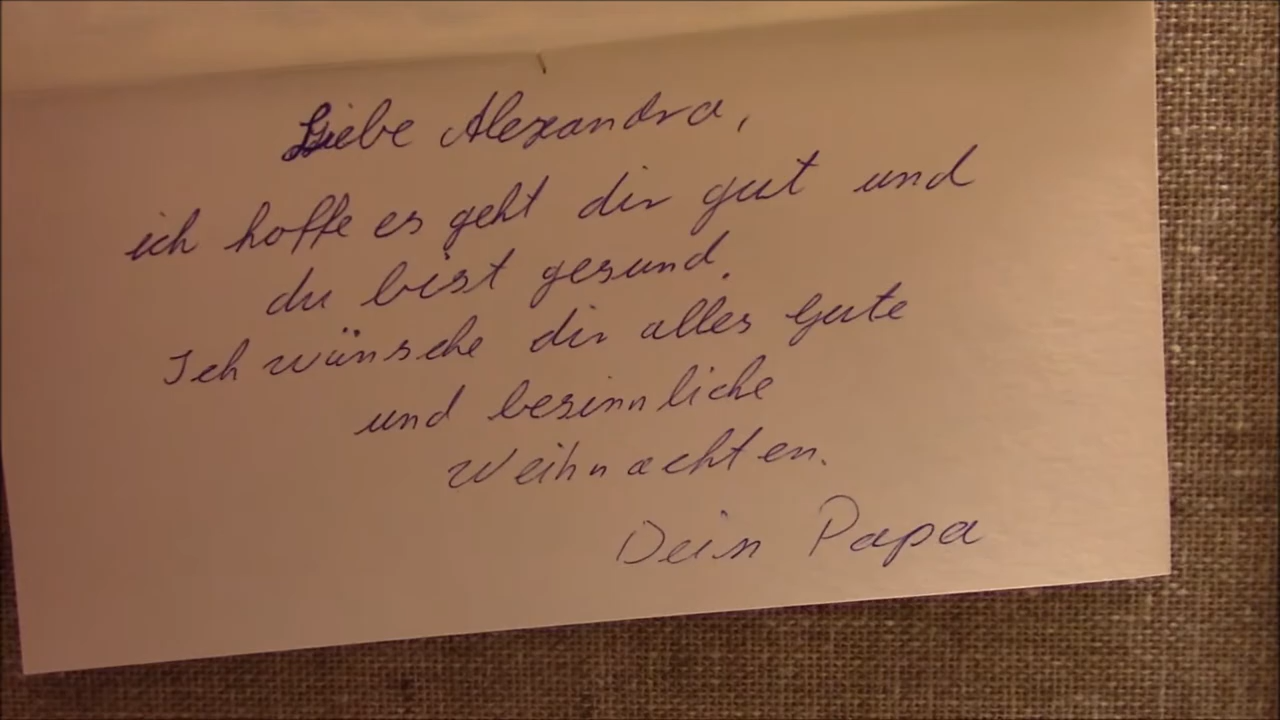 Liebe Alexandra,
ich hoffe es geht dir gut und
du bist gesund.
Ich wünsche dir alles Gute
und besinnliche
Weihnachten.
Dein Papa